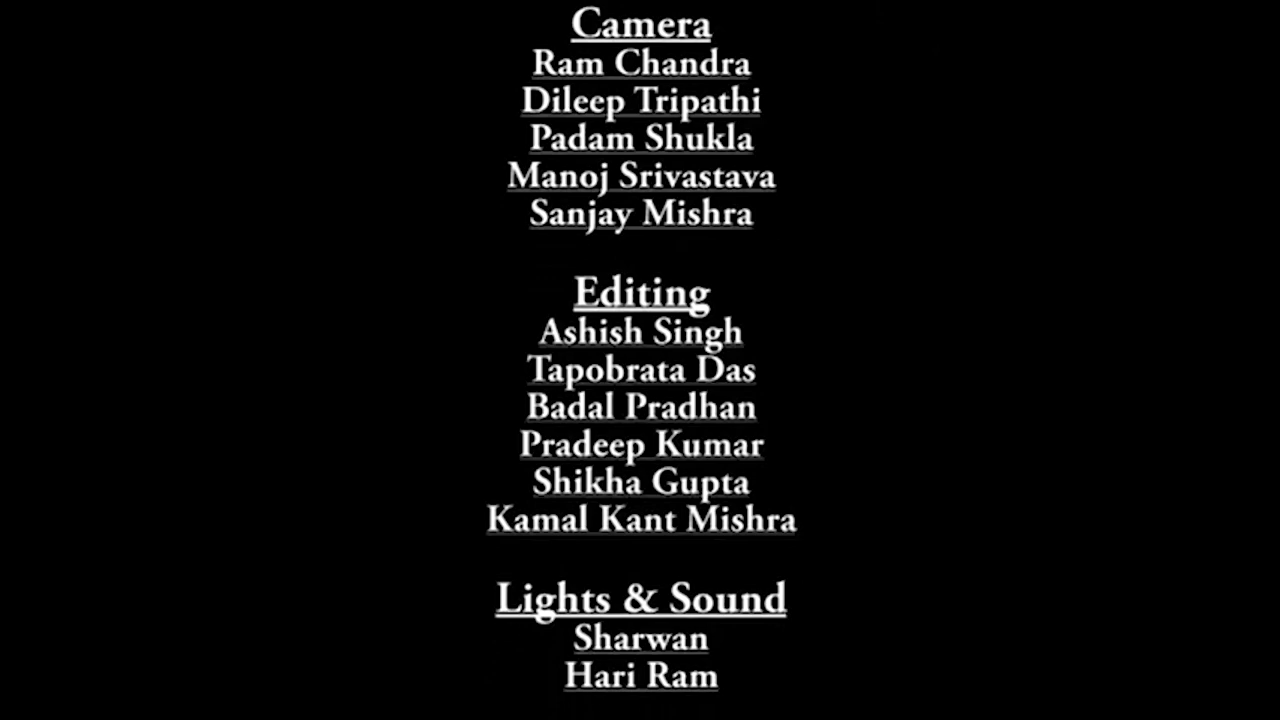 Camera
Ram Chandra
Dileep Tripathi
Padam Shukla
Manoj Srivastava
Sanjay Mishra
Editing
Ashish Singh
Tapobrata Das
Badal Pradhan
Pradeep Kumar
Shikha Gupta
Kamal Kant Mishra
Lights & Sound
Sharwan
Hari Ram